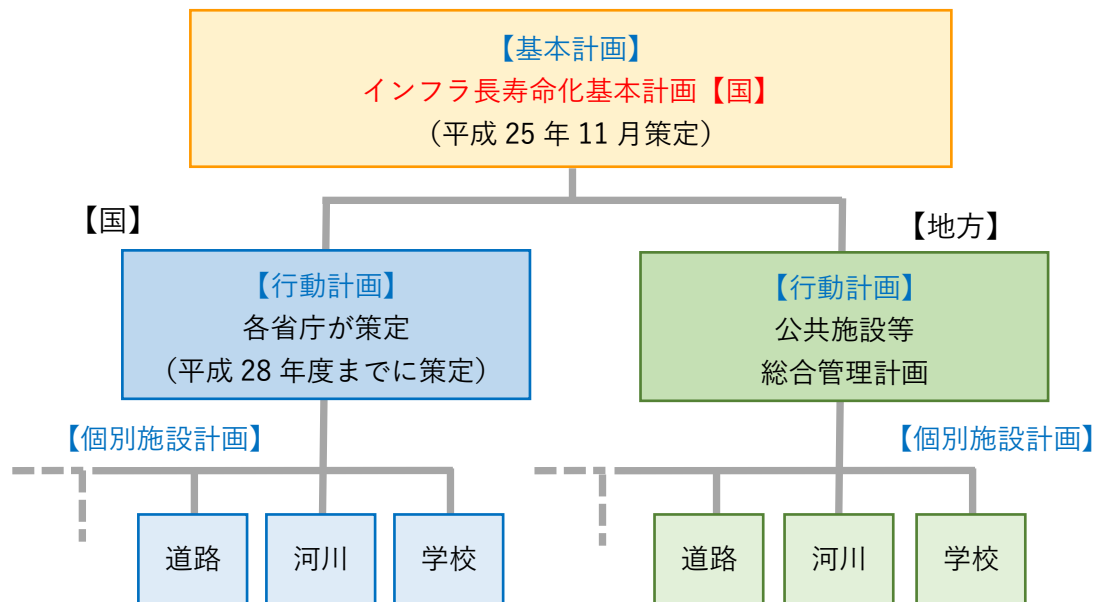 【基本計画】
インフラ長寿命化基本計画【国】
（平成 25 年 11 月策定）
【国】
【地方】
【行動計画】
各省庁が策定
（平成 28 年度までに策定）
【行動計画】
公共施設等
総合管理計画
【個別施設計画】
【個別施設計画】
道路
河川
学校
道路
河川
学校